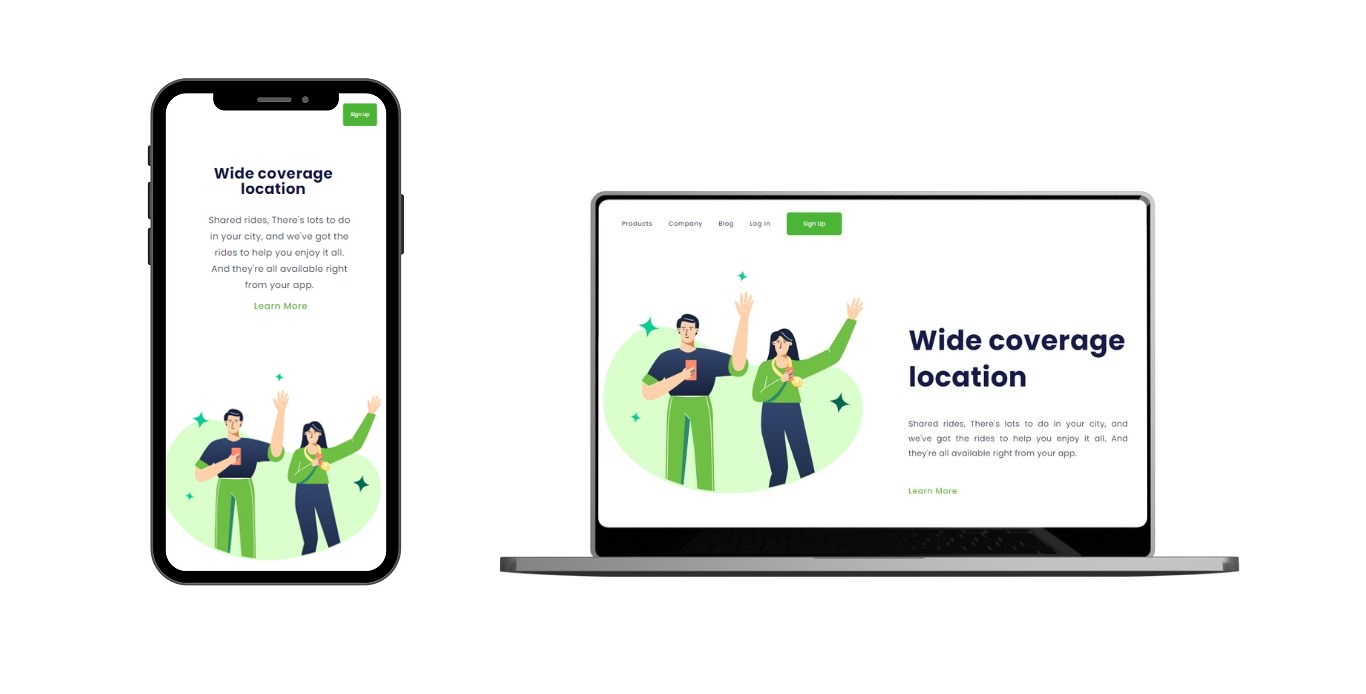 Sign Up
Wide coverage
location
Shared rides, There's lots to do
in your city, and we've got the
rides to help you enjoy it all.
And they're all available right
from your app.
Learn More
Products Company Blog Log In Sign Up
Wide coverage
location
Shared rides, There's lots to do in your city, and
we've got the rides to help you enjoy it all. And
they're all available right from your app.
Learn More